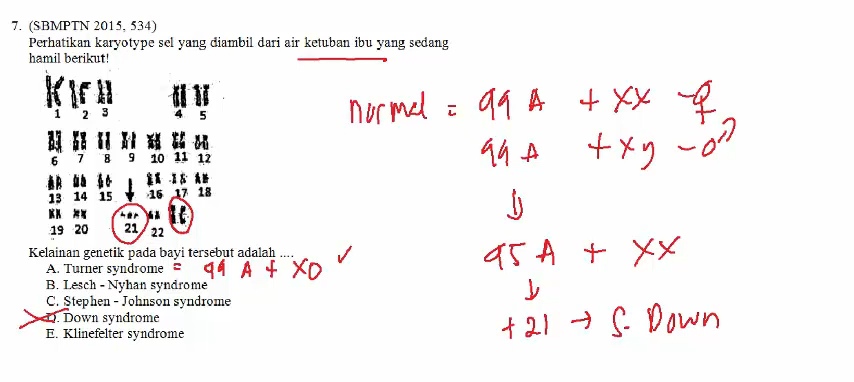 7. (SBMPTN 2015, 534)
Perhatikan karyotype sel yang diambil dari air ketuban ibu yang sedang
hamil berikut!
1 2 3 4 5
6 7 8 9 10 11 12
13 14 15 16 17 18
19 20 21 22
Kelainan genetik pada bayi tersebut adalah ....
A. Turner syndrome = 44 A + XO ✓
B. Lesch - Nyhan syndrome
C. Stephen - Johnson syndrome
D. Down syndrome
E. Klinefelter syndrome
normal = 44 A + XX - ♀
44 A + XY - ♂
⇓
45 A + XX
↓
+21 → S. Down